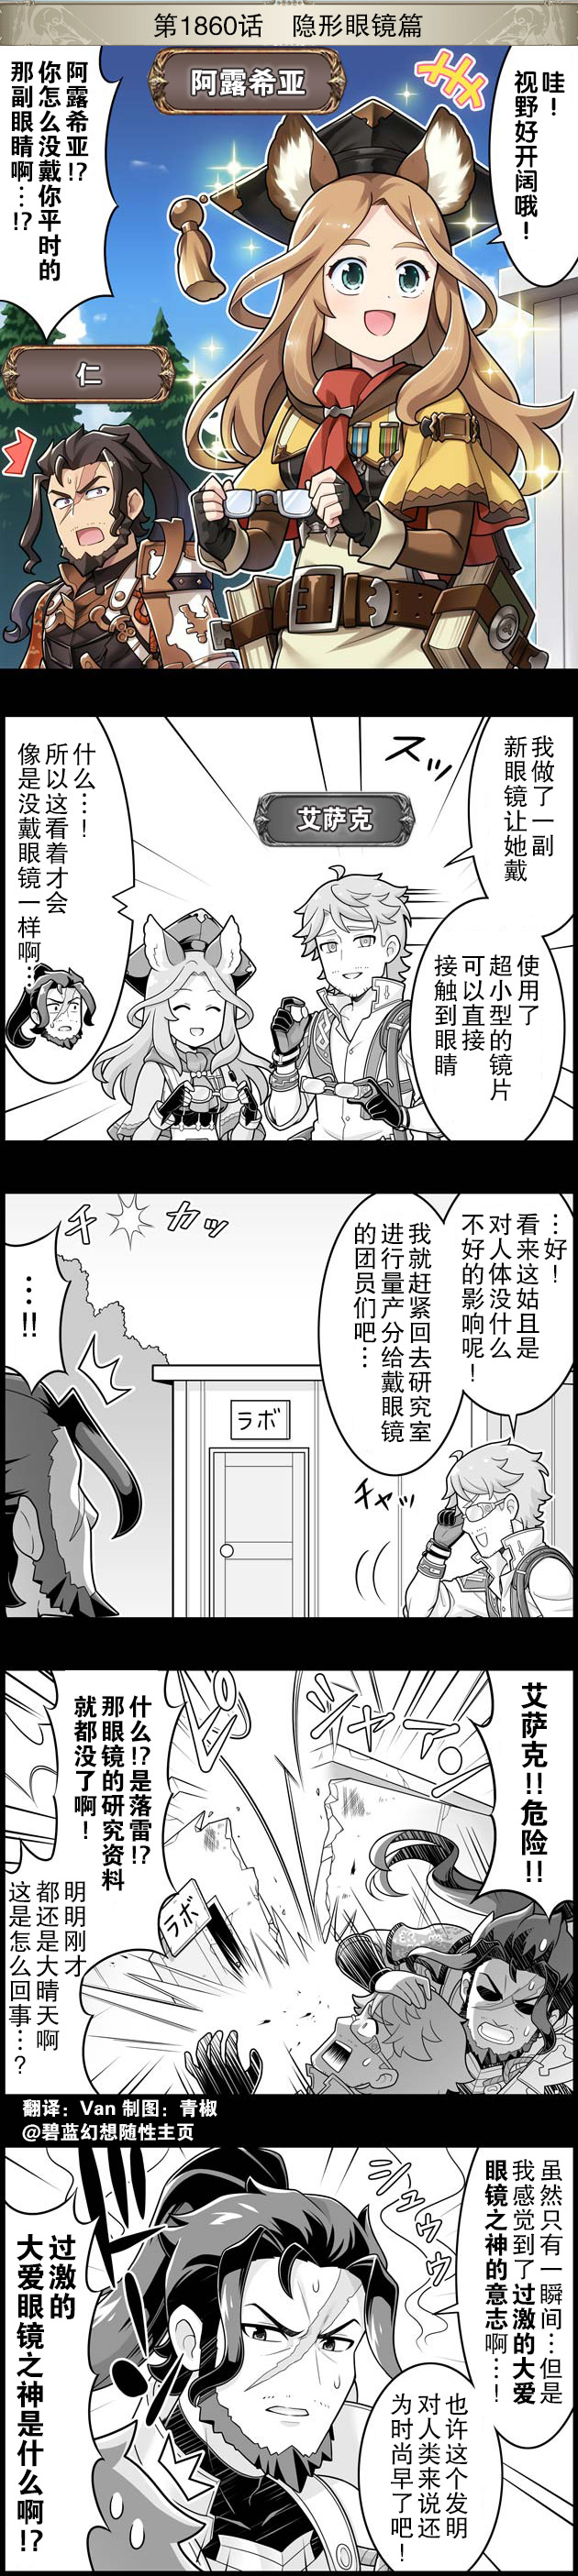 第1860话　隐形眼镜篇
哇！
视野好开阔哦！
阿露希亚
阿露希亚!?
你怎么没戴你平时的
那副眼睛啊…!?
仁
我做了一副
新眼镜让她戴
スッ
艾萨克
使用了
超小型的镜片
可以直接
接触到眼睛
什么…！
所以这看着才会
像是没戴眼镜一样啊…
…好！
看来这姑且是
对人体没什么
不好的影响呢！
我就赶紧回去研究室
进行量产分给戴眼镜
的团员们吧…
チカッ
…!!
ラボ
チャッ
艾萨克!!危险!!
ピシャアン
什么!?是落雷!?
那眼镜的研究资料
就都没了啊！
ラボ
明明刚才
都还是大晴天啊
这是怎么回事…？
翻译：Van 制图：青椒
@碧蓝幻想随性主页
虽然只有一瞬间…但是
我感觉到了过激的大爱
眼镜之神的意志啊…！
シュウウ
也许这个发明
对人类来说还
为时尚早了吧！
过激的
大爱眼镜之神是什么啊!?